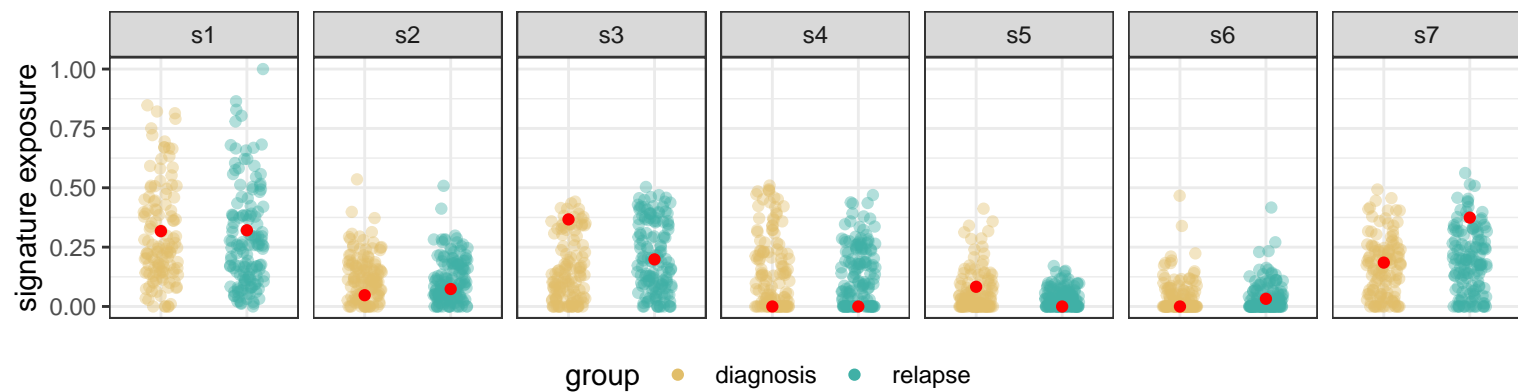 s1 s2 s3 s4 s5 s6 s7
signature exposure
1.00
0.75
0.50
0.25
0.00
group diagnosis relapse